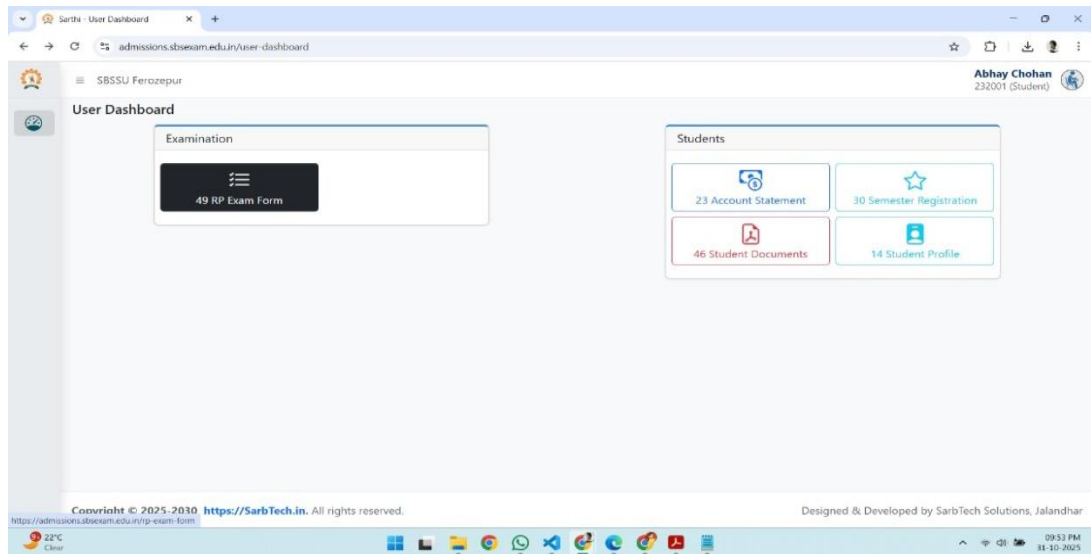 Sarthi - User Dashboard
admissions.sbsexam.edu.in/user-dashboard
SBSSU Ferozepur
Abhay Chohan
232001 (Student)
User Dashboard
Examination
49 RP Exam Form
Students
23 Account Statement
30 Semester Registration
46 Student Documents
14 Student Profile
Copyright © 2025-2030 https://SarbTech.in. All rights reserved.
Designed & Developed by SarbTech Solutions, Jalandhar
https://admissions.sbsexam.edu.in/rp-exam-form
22°C
Clear
09:53 PM
31-10-2025